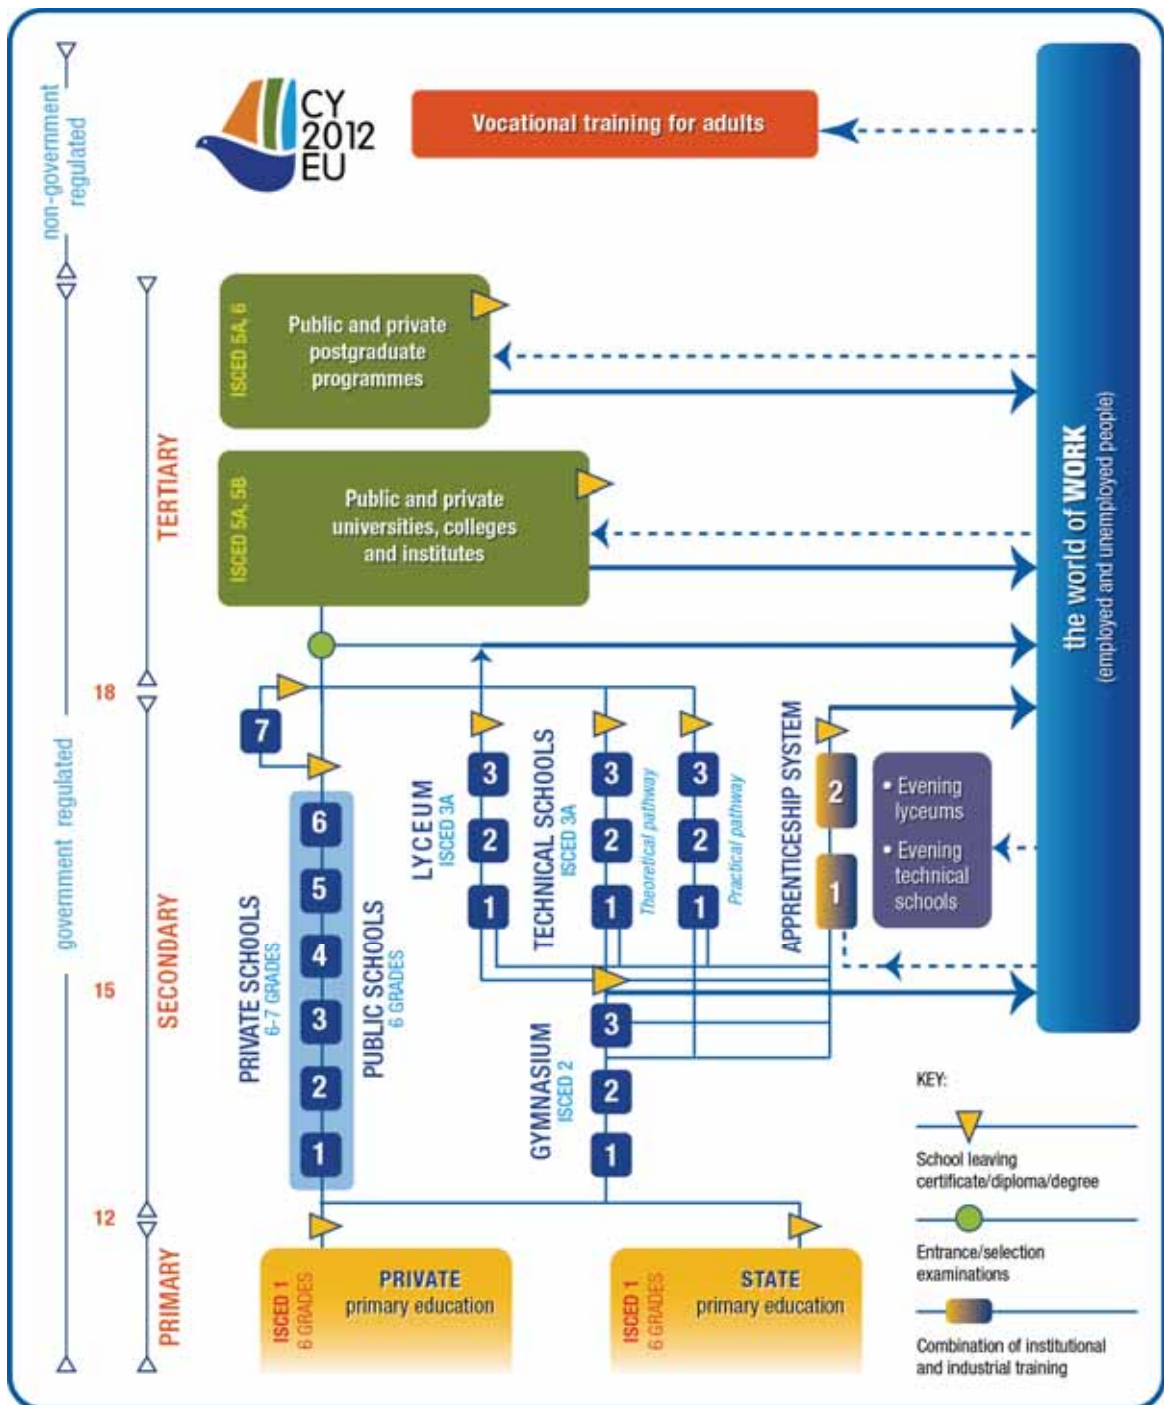 non-government
regulated
CY
2012
EU
Vocational training for adults
ISCED 5A, 6
Public and private
postgraduate
programmes
TERTIARY
ISCED 5A, 5B
Public and private
universities, colleges
and institutes
the world of WORK
(employed and unemployed people)
18
7
government regulated
SECONDARY
15
PRIVATE SCHOOLS
6-7 GRADES
6
5
4
3
2
1
PUBLIC SCHOOLS
6 GRADES
LYCEUM
ISCED 3A
3
2
1
TECHNICAL SCHOOLS
ISCED 3A
3
2
1
Theoretical pathway
3
2
1
Practical pathway
APPRENTICESHIP SYSTEM
2
1
• Evening
lyceums
• Evening
technical
schools
GYMNASIUM
ISCED 2
3
2
1
12
PRIMARY
ISCED 1
6 GRADES
PRIVATE
primary education
ISCED 1
6 GRADES
STATE
primary education
KEY:
School leaving
certificate/diploma/degree
Entrance/selection
examinations
Combination of institutional
and industrial training